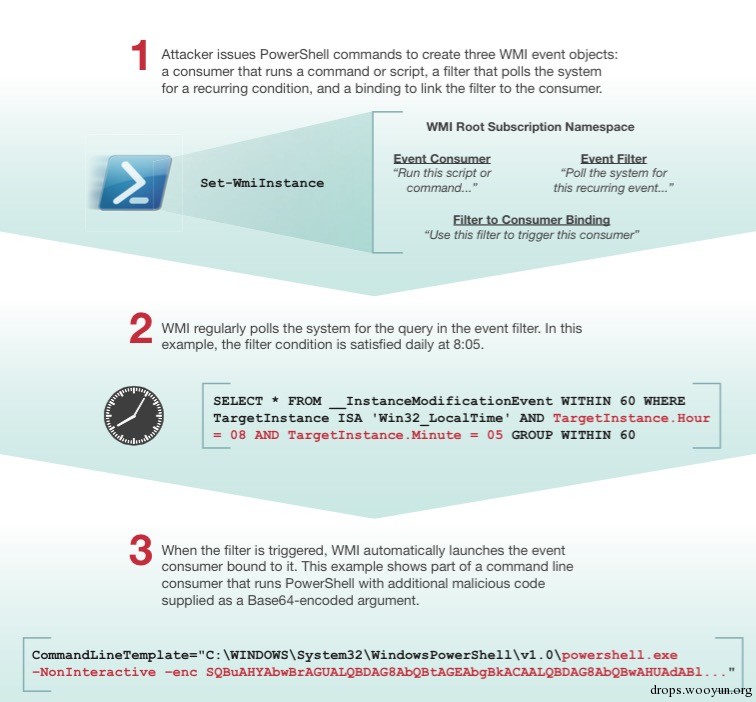 1 Attacker issues PowerShell commands to create three WMI event objects:
a consumer that runs a command or script, a filter that polls the system
for a recurring condition, and a binding to link the filter to the consumer.
WMI Root Subscription Namespace
Set-WmiInstance
Event Consumer
“Run this script or
command...”
Event Filter
“Poll the system for
this recurring event...”
Filter to Consumer Binding
“Use this filter to trigger this consumer”
2 WMI regularly polls the system for the query in the event filter. In this
example, the filter condition is satisfied daily at 8:05.
SELECT * FROM __InstanceModificationEvent WITHIN 60 WHERE
TargetInstance ISA 'Win32_LocalTime' AND TargetInstance.Hour
= 08 AND TargetInstance.Minute = 05 GROUP WITHIN 60
3 When the filter is triggered, WMI automatically launches the event
consumer bound to it. This example shows part of a command line
consumer that runs PowerShell with additional malicious code
supplied as a Base64-encoded argument.
CommandLineTemplate="C:\WINDOWS\System32\WindowsPowerShell\v1.0\powershell.exe
–NonInteractive –enc SQBuAHYAbwBrAGUALQBDAG8AbQBtAGEAbgBkACAALQBDAG8AbQBwAHUAdABl..."
drops.wooyun.org